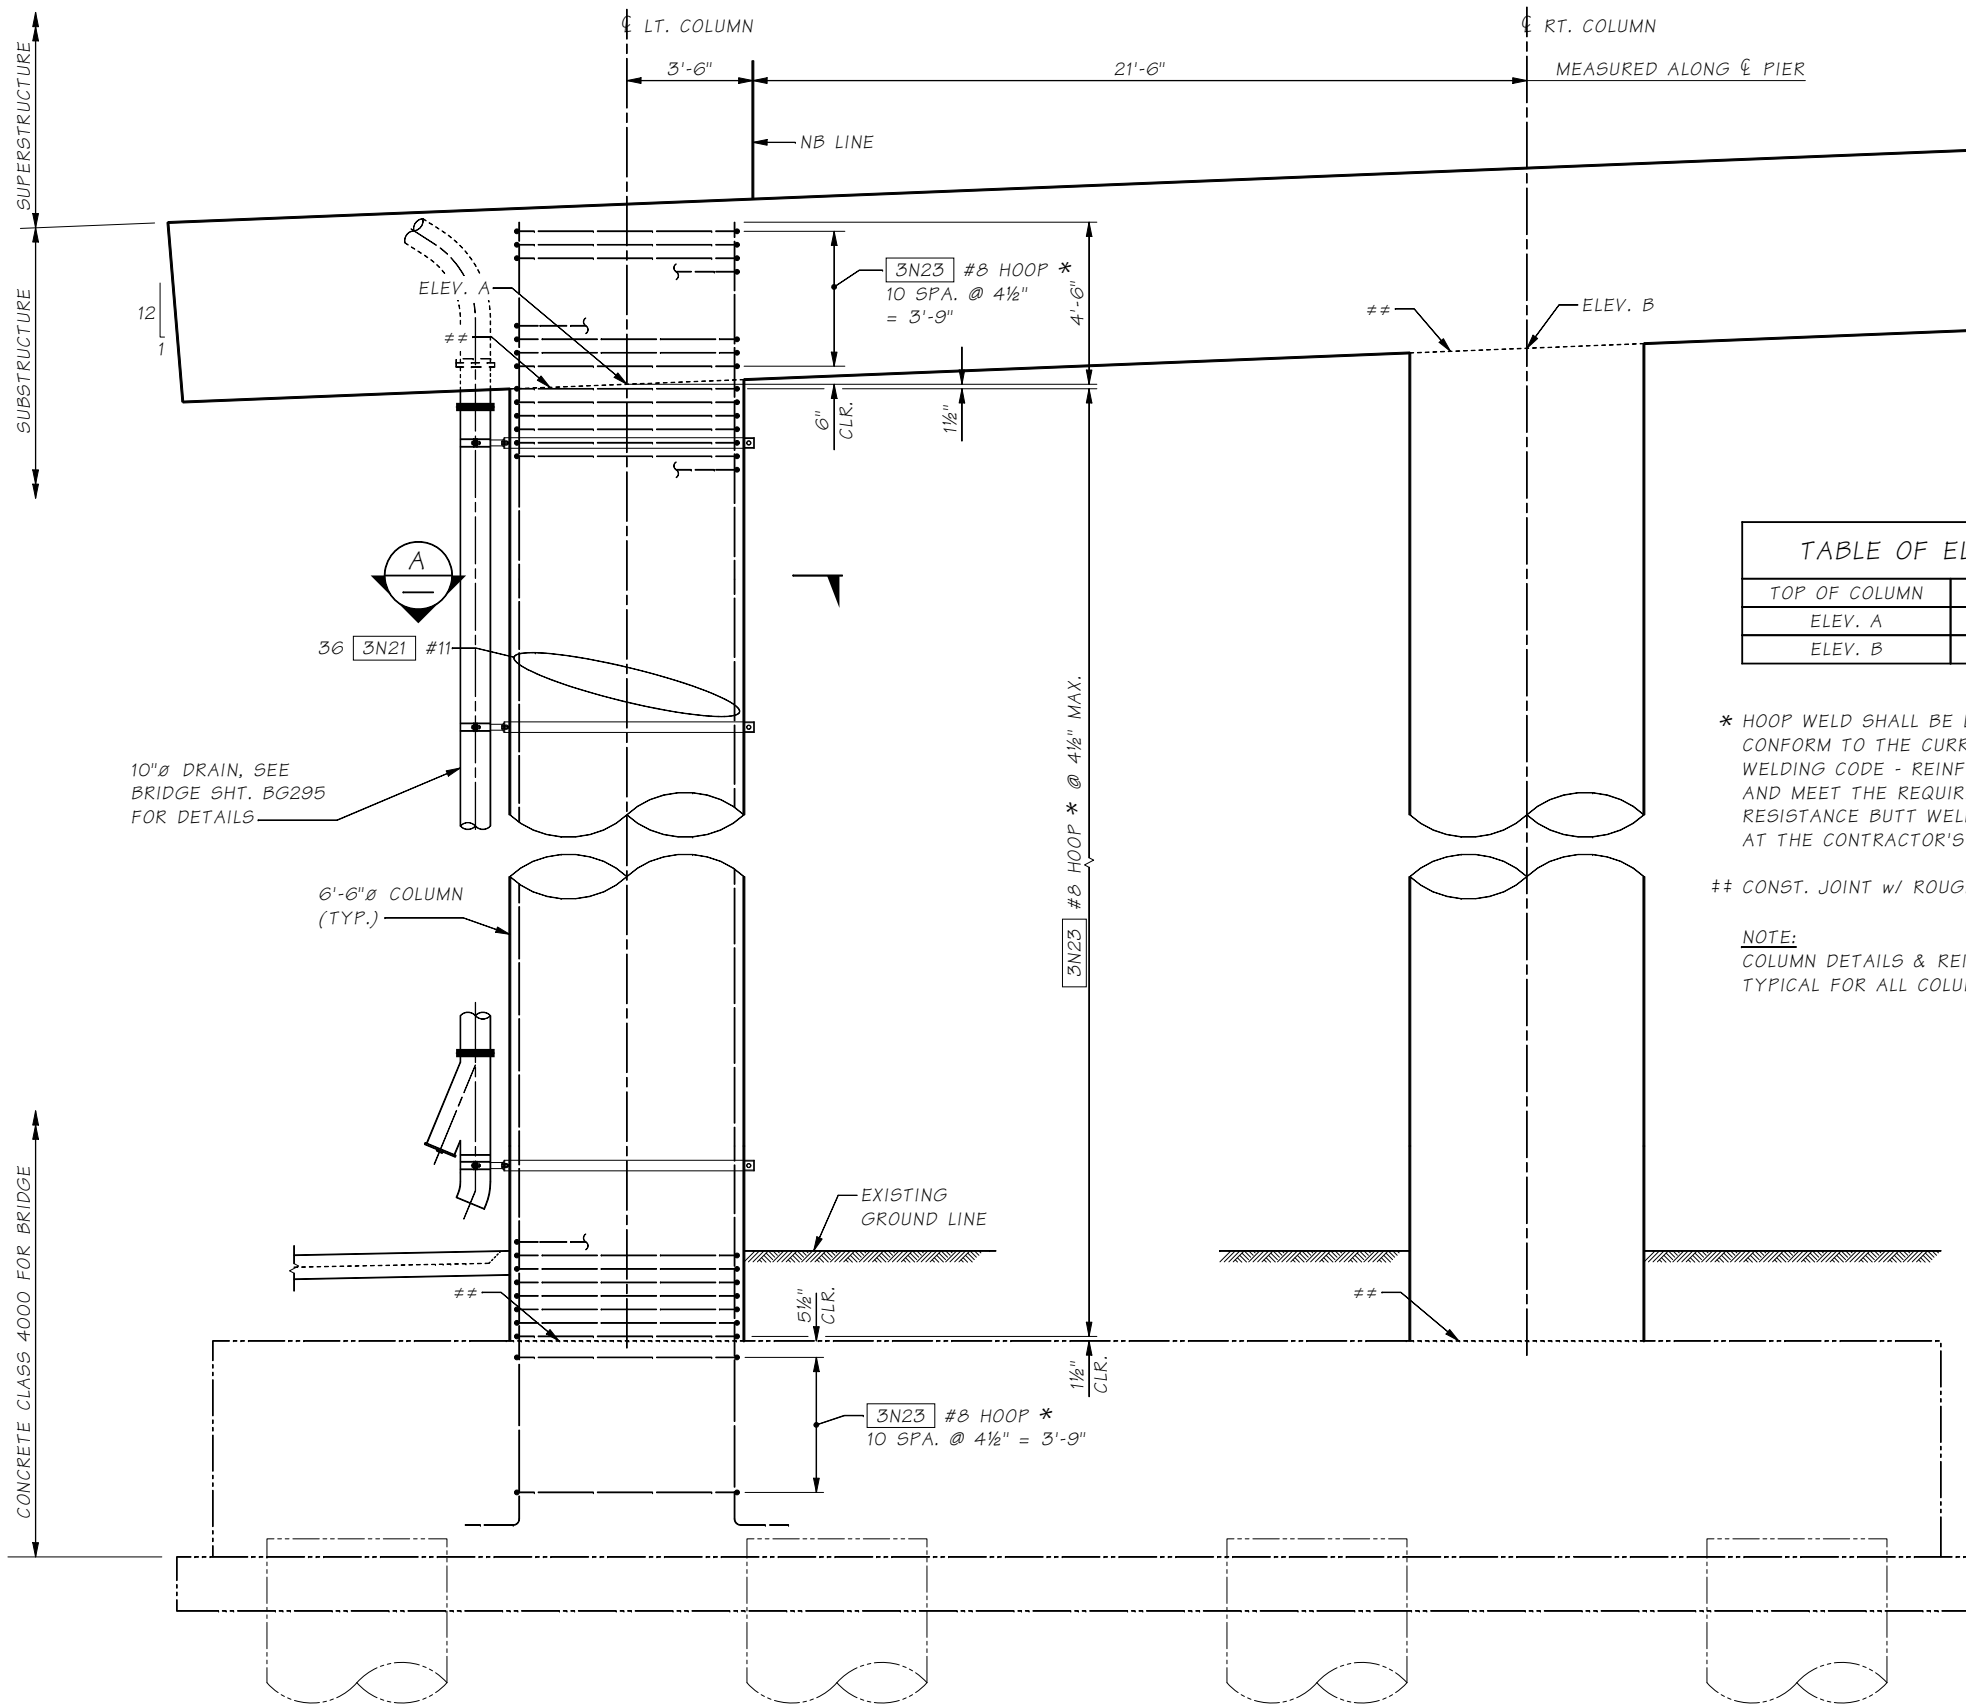 ℄ LT. COLUMN
℄ RT. COLUMN
3'-6"
21'-6"
MEASURED ALONG ℄ PIER
SUPERSTRUCTURE
NB LINE
SUBSTRUCTURE
12
1
ELEV. A
‡‡
3N23 #8 HOOP *
10 SPA. @ 4½"
= 3'-9"
4'-6"
‡‡
ELEV. B
6"
CLR.
1½"
A
36 3N21 #11
TABLE OF EL
TOP OF COLUMN
ELEV. A
ELEV. B
3N23 #8 HOOP * @ 4½" MAX.
* HOOP WELD SHALL BE
CONFORM TO THE CURR
WELDING CODE - REINF
AND MEET THE REQUIR
RESISTANCE BUTT WEL
AT THE CONTRACTOR'S
10"ø DRAIN, SEE
BRIDGE SHT. BG295
FOR DETAILS
6'-6"ø COLUMN
(TYP.)
‡‡ CONST. JOINT w/ ROUG
NOTE:
COLUMN DETAILS & REI
TYPICAL FOR ALL COLU
CONCRETE CLASS 4000 FOR BRIDGE
EXISTING
GROUND LINE
‡‡
5½"
CLR.
‡‡
1½"
CLR.
3N23 #8 HOOP *
10 SPA. @ 4½" = 3'-9"